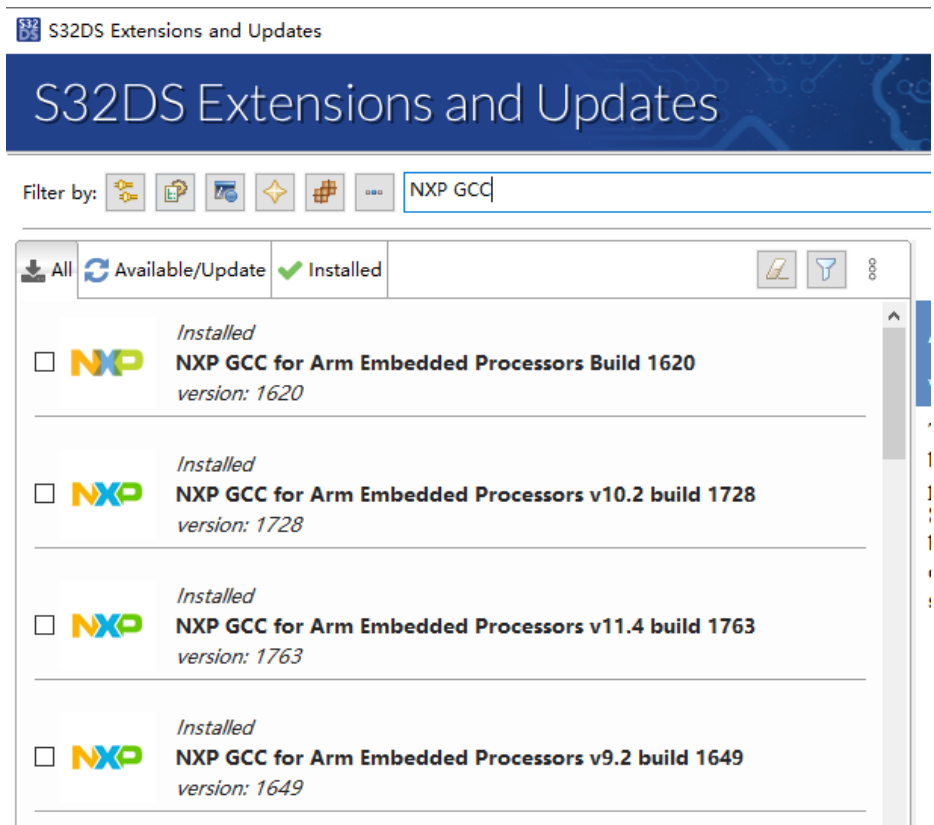 S32DS Extensions and Updates
S32DS Extensions and Updates
Filter by:
NXP GCC
All
Available/Update
Installed
Installed
NXP GCC for Arm Embedded Processors Build 1620
version: 1620
Installed
NXP GCC for Arm Embedded Processors v10.2 build 1728
version: 1728
Installed
NXP GCC for Arm Embedded Processors v11.4 build 1763
version: 1763
Installed
NXP GCC for Arm Embedded Processors v9.2 build 1649
version: 1649